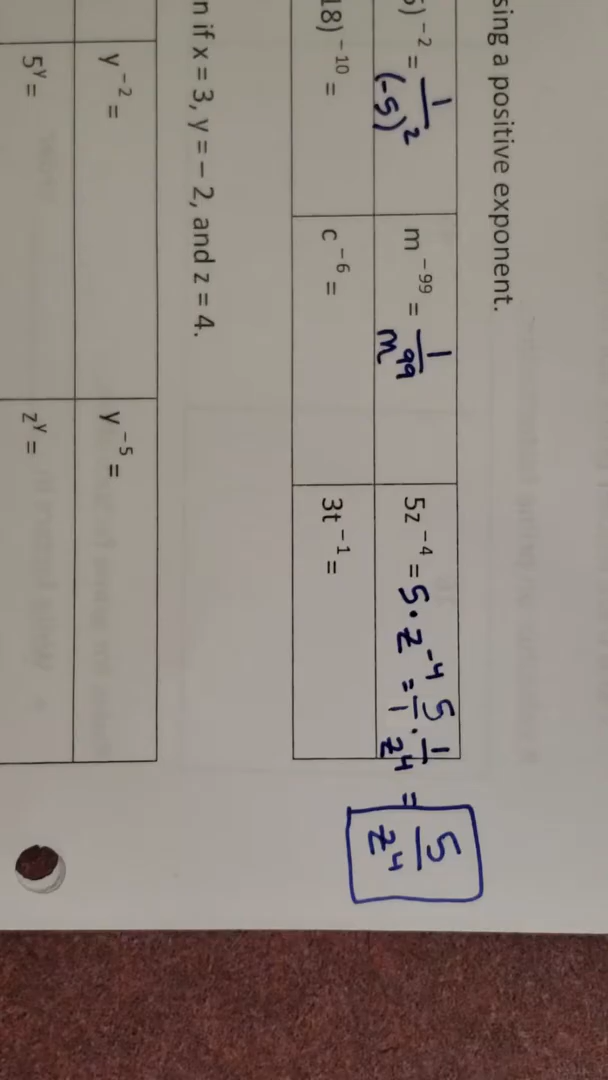 sing a positive exponent.
5)⁻² = 1/(-5)²
m⁻⁹⁹ = 1/m⁹⁹
5z⁻⁴ = 5 · z⁻⁴ = 5/1 · 1/z⁴ = 5/z⁴
18)⁻¹⁰ =
c⁻⁶ =
3t⁻¹ =
n if x = 3, y = – 2, and z = 4.
y⁻² =
y⁻⁵ =
5ʸ =
zʸ =